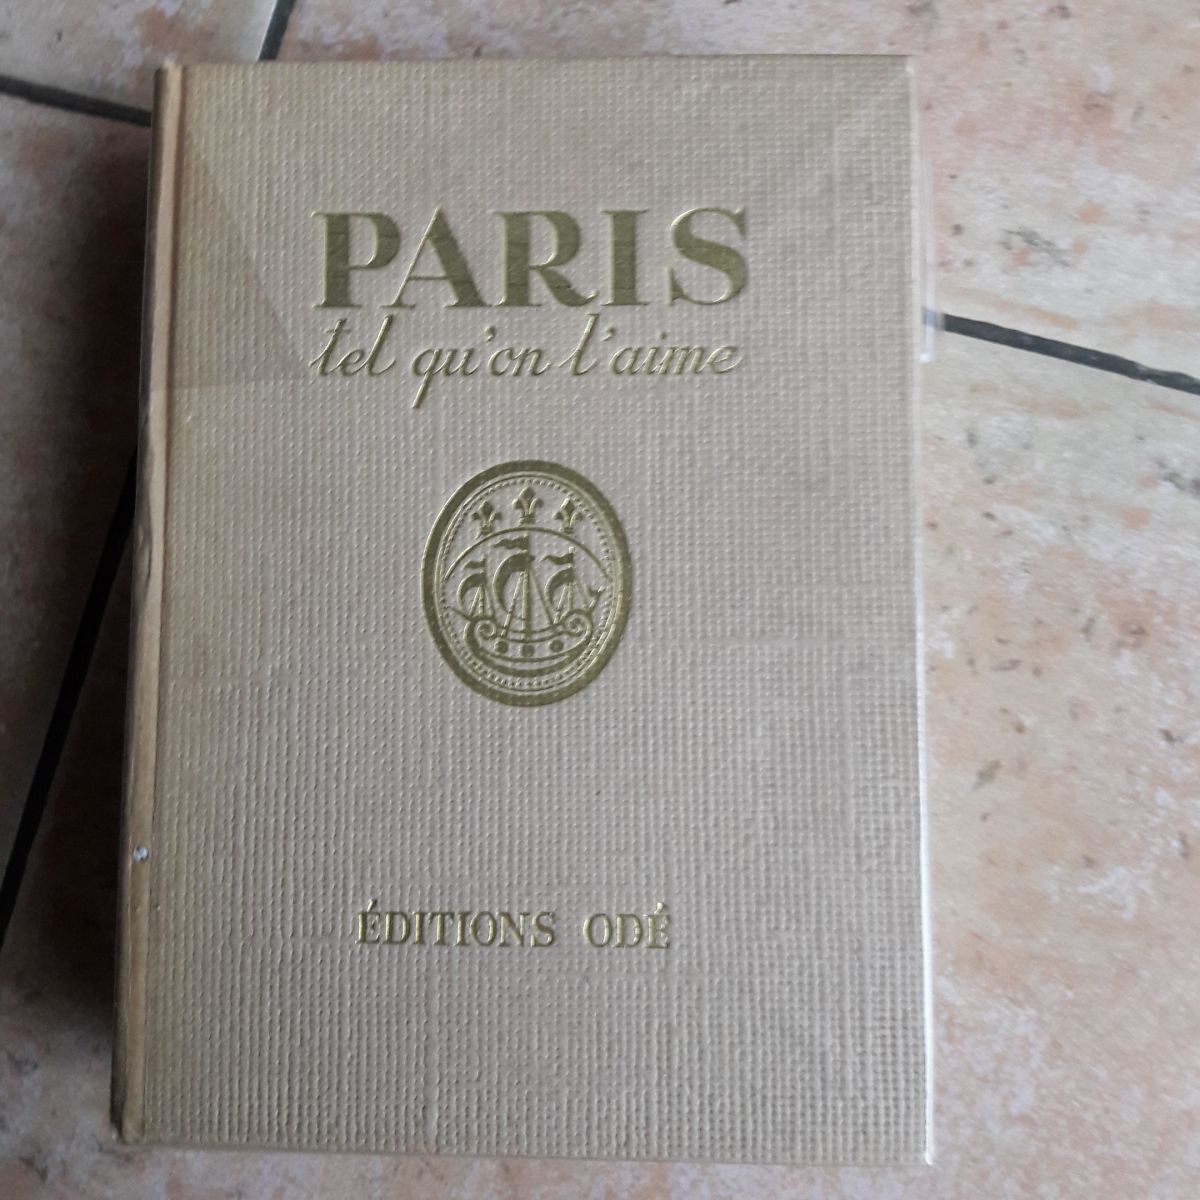 PARIS
tel qu'on l'aime
ÉDITIONS ODÉ